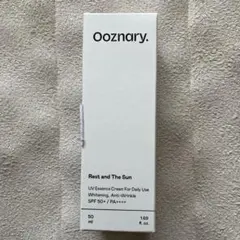 Ooznary.
Rest and The Sun
UV Essence Cream For Daily Use
Whitening, Anti-Wrinkle
SPF 50+ / PA++++
50 1.69
ml fl. oz.